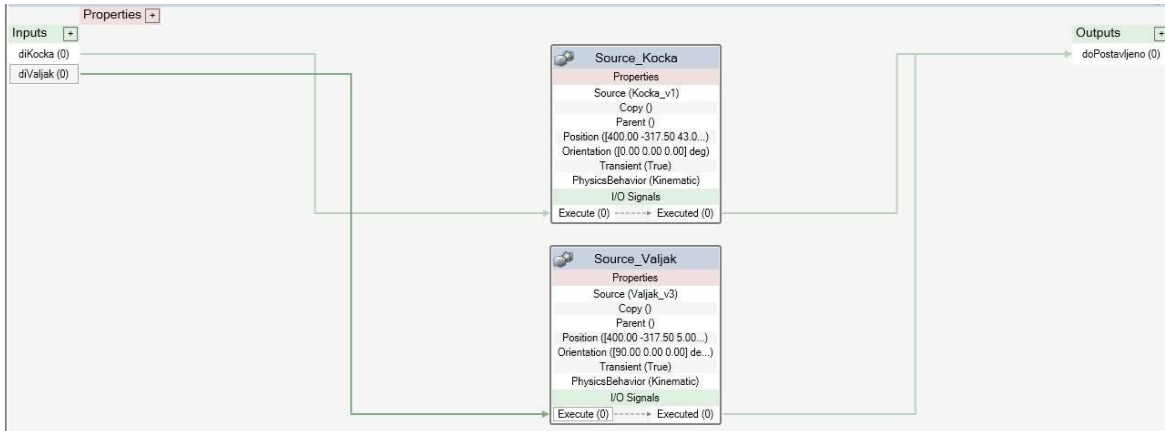 Properties +
Inputs +
diKocka (0)
diValjak (0)
Source_Kocka
Properties
Source (Kocka_v1)
Copy ()
Parent ()
Position ([400.00 -317.50 43.0...)
Orientation ([0.00 0.00 0.00] deg)
Transient (True)
PhysicsBehavior (Kinematic)
I/O Signals
Execute (0) Executed (0)
Source_Valjak
Properties
Source (Valjak_v3)
Copy ()
Parent ()
Position ([400.00 -317.50 5.00...)
Orientation ([90.00 0.00 0.00] de...)
Transient (True)
PhysicsBehavior (Kinematic)
I/O Signals
Execute (0) Executed (0)
Outputs +
doPostavljeno (0)